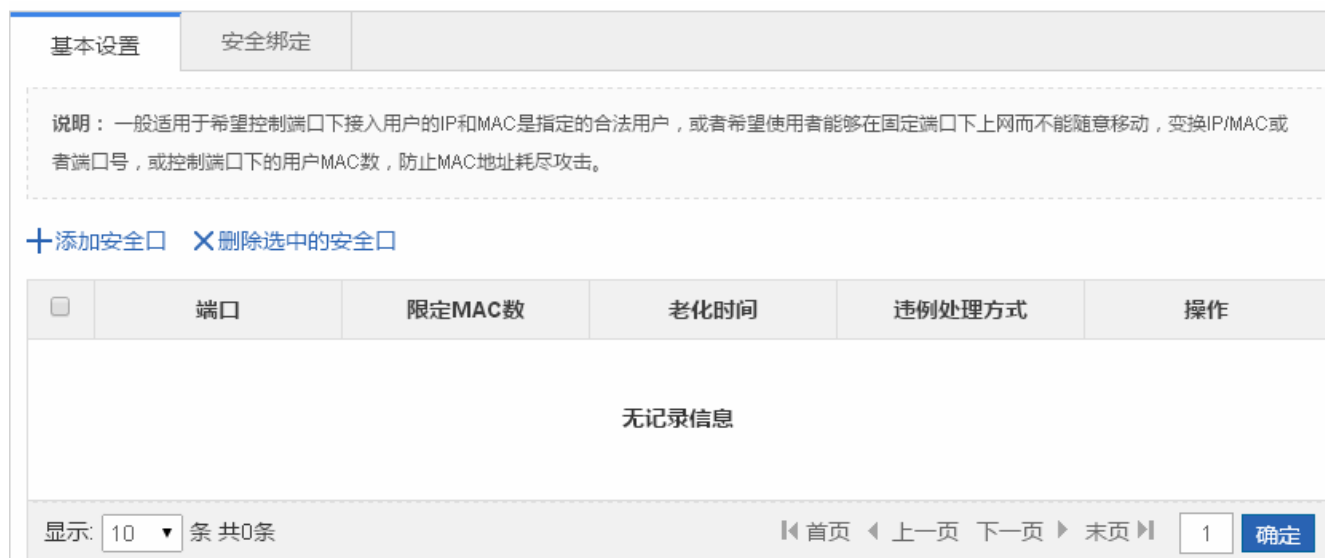 基本设置 安全绑定
说明：一般适用于希望控制端口下接入用户的IP和MAC是指定的合法用户，或者希望使用者能够在固定端口下上网而不能随意移动，变换IP/MAC或
者端口号，或控制端口下的用户MAC数，防止MAC地址耗尽攻击。
添加安全口 删除选中的安全口
端口 限定MAC数 老化时间 违例处理方式 操作
无记录信息
显示: 10 条 共0条 首页 上一页 下一页 末页 1 确定